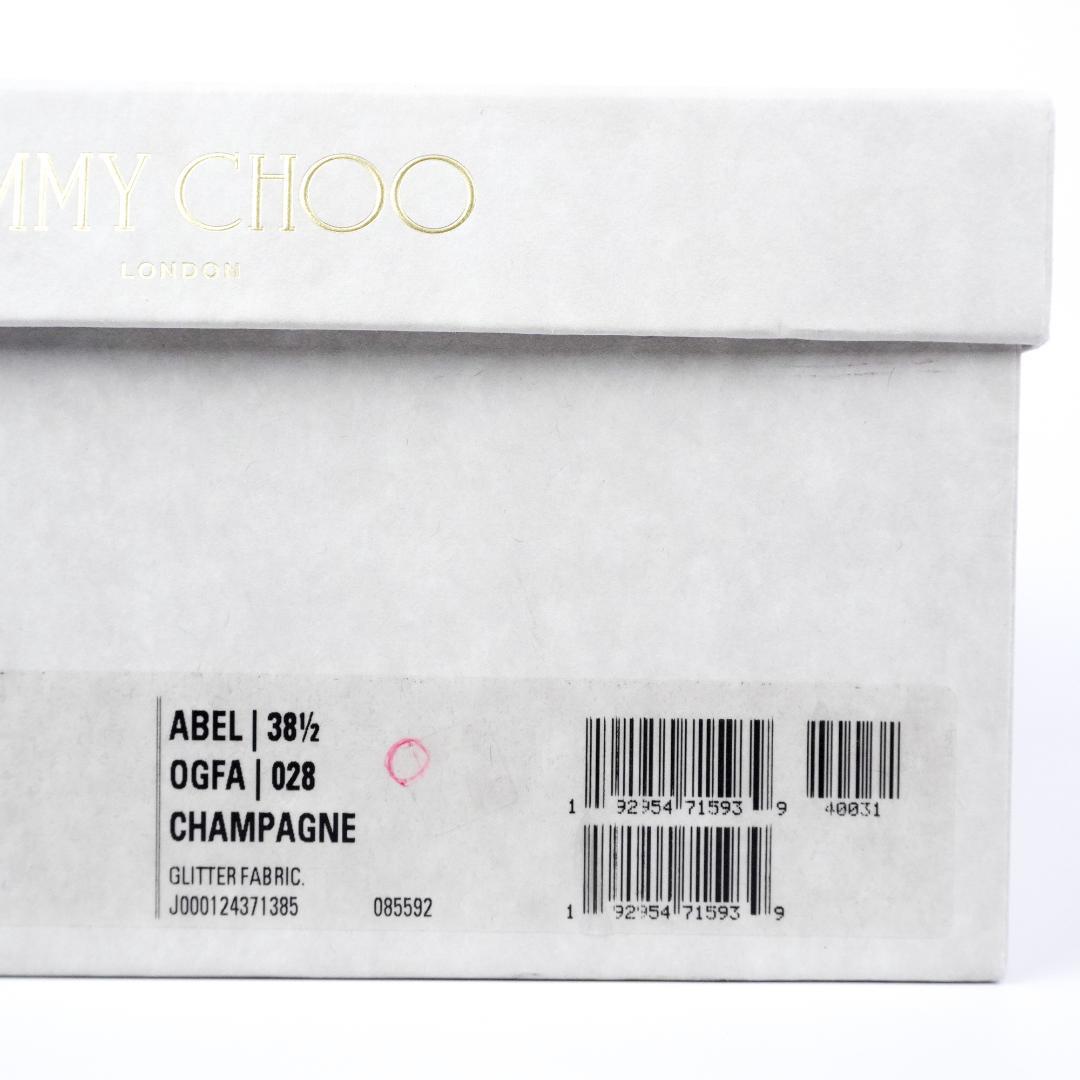 MMY CHOO
LONDON
ABEL | 38½
OGFA | 028
CHAMPAGNE
GLITTER FABRIC.
J000124371385 085592
1 92954 71593 9
40031
1 92954 71593 9